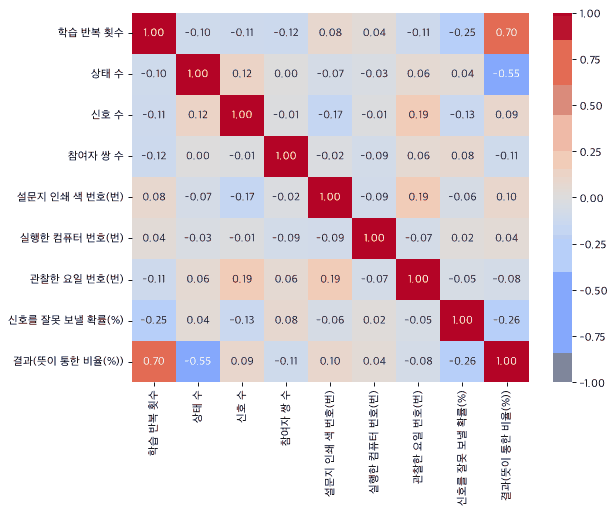 학습 반복 횟수 1.00 -0.10 -0.11 -0.12 0.08 0.04 -0.11 -0.25 0.70
상태 수 -0.10 1.00 0.12 0.00 -0.07 -0.03 0.06 0.04 -0.55
신호 수 -0.11 0.12 1.00 -0.01 -0.17 -0.01 0.19 -0.13 0.09
참여자 쌍 수 -0.12 0.00 -0.01 1.00 -0.02 -0.09 0.06 0.08 -0.11
설문지 인쇄 색 번호(번) 0.08 -0.07 -0.17 -0.02 1.00 -0.09 0.19 -0.06 0.10
실행한 컴퓨터 번호(번) 0.04 -0.03 -0.01 -0.09 -0.09 1.00 -0.07 0.02 0.04
관찰한 요일 번호(번) -0.11 0.06 0.19 0.06 0.19 -0.07 1.00 -0.05 -0.08
신호를 잘못 보낼 확률(%) -0.25 0.04 -0.13 0.08 -0.06 0.02 -0.05 1.00 -0.26
결과(뜻이 통한 비율(%)) 0.70 -0.55 0.09 -0.11 0.10 0.04 -0.08 -0.26 1.00
학습 반복 횟수
상태 수
신호 수
참여자 쌍 수
설문지 인쇄 색 번호(번)
실행한 컴퓨터 번호(번)
관찰한 요일 번호(번)
신호를 잘못 보낼 확률(%)
결과(뜻이 통한 비율(%))
1.00
0.75
0.50
0.25
0.00
-0.25
-0.50
-0.75
-1.00